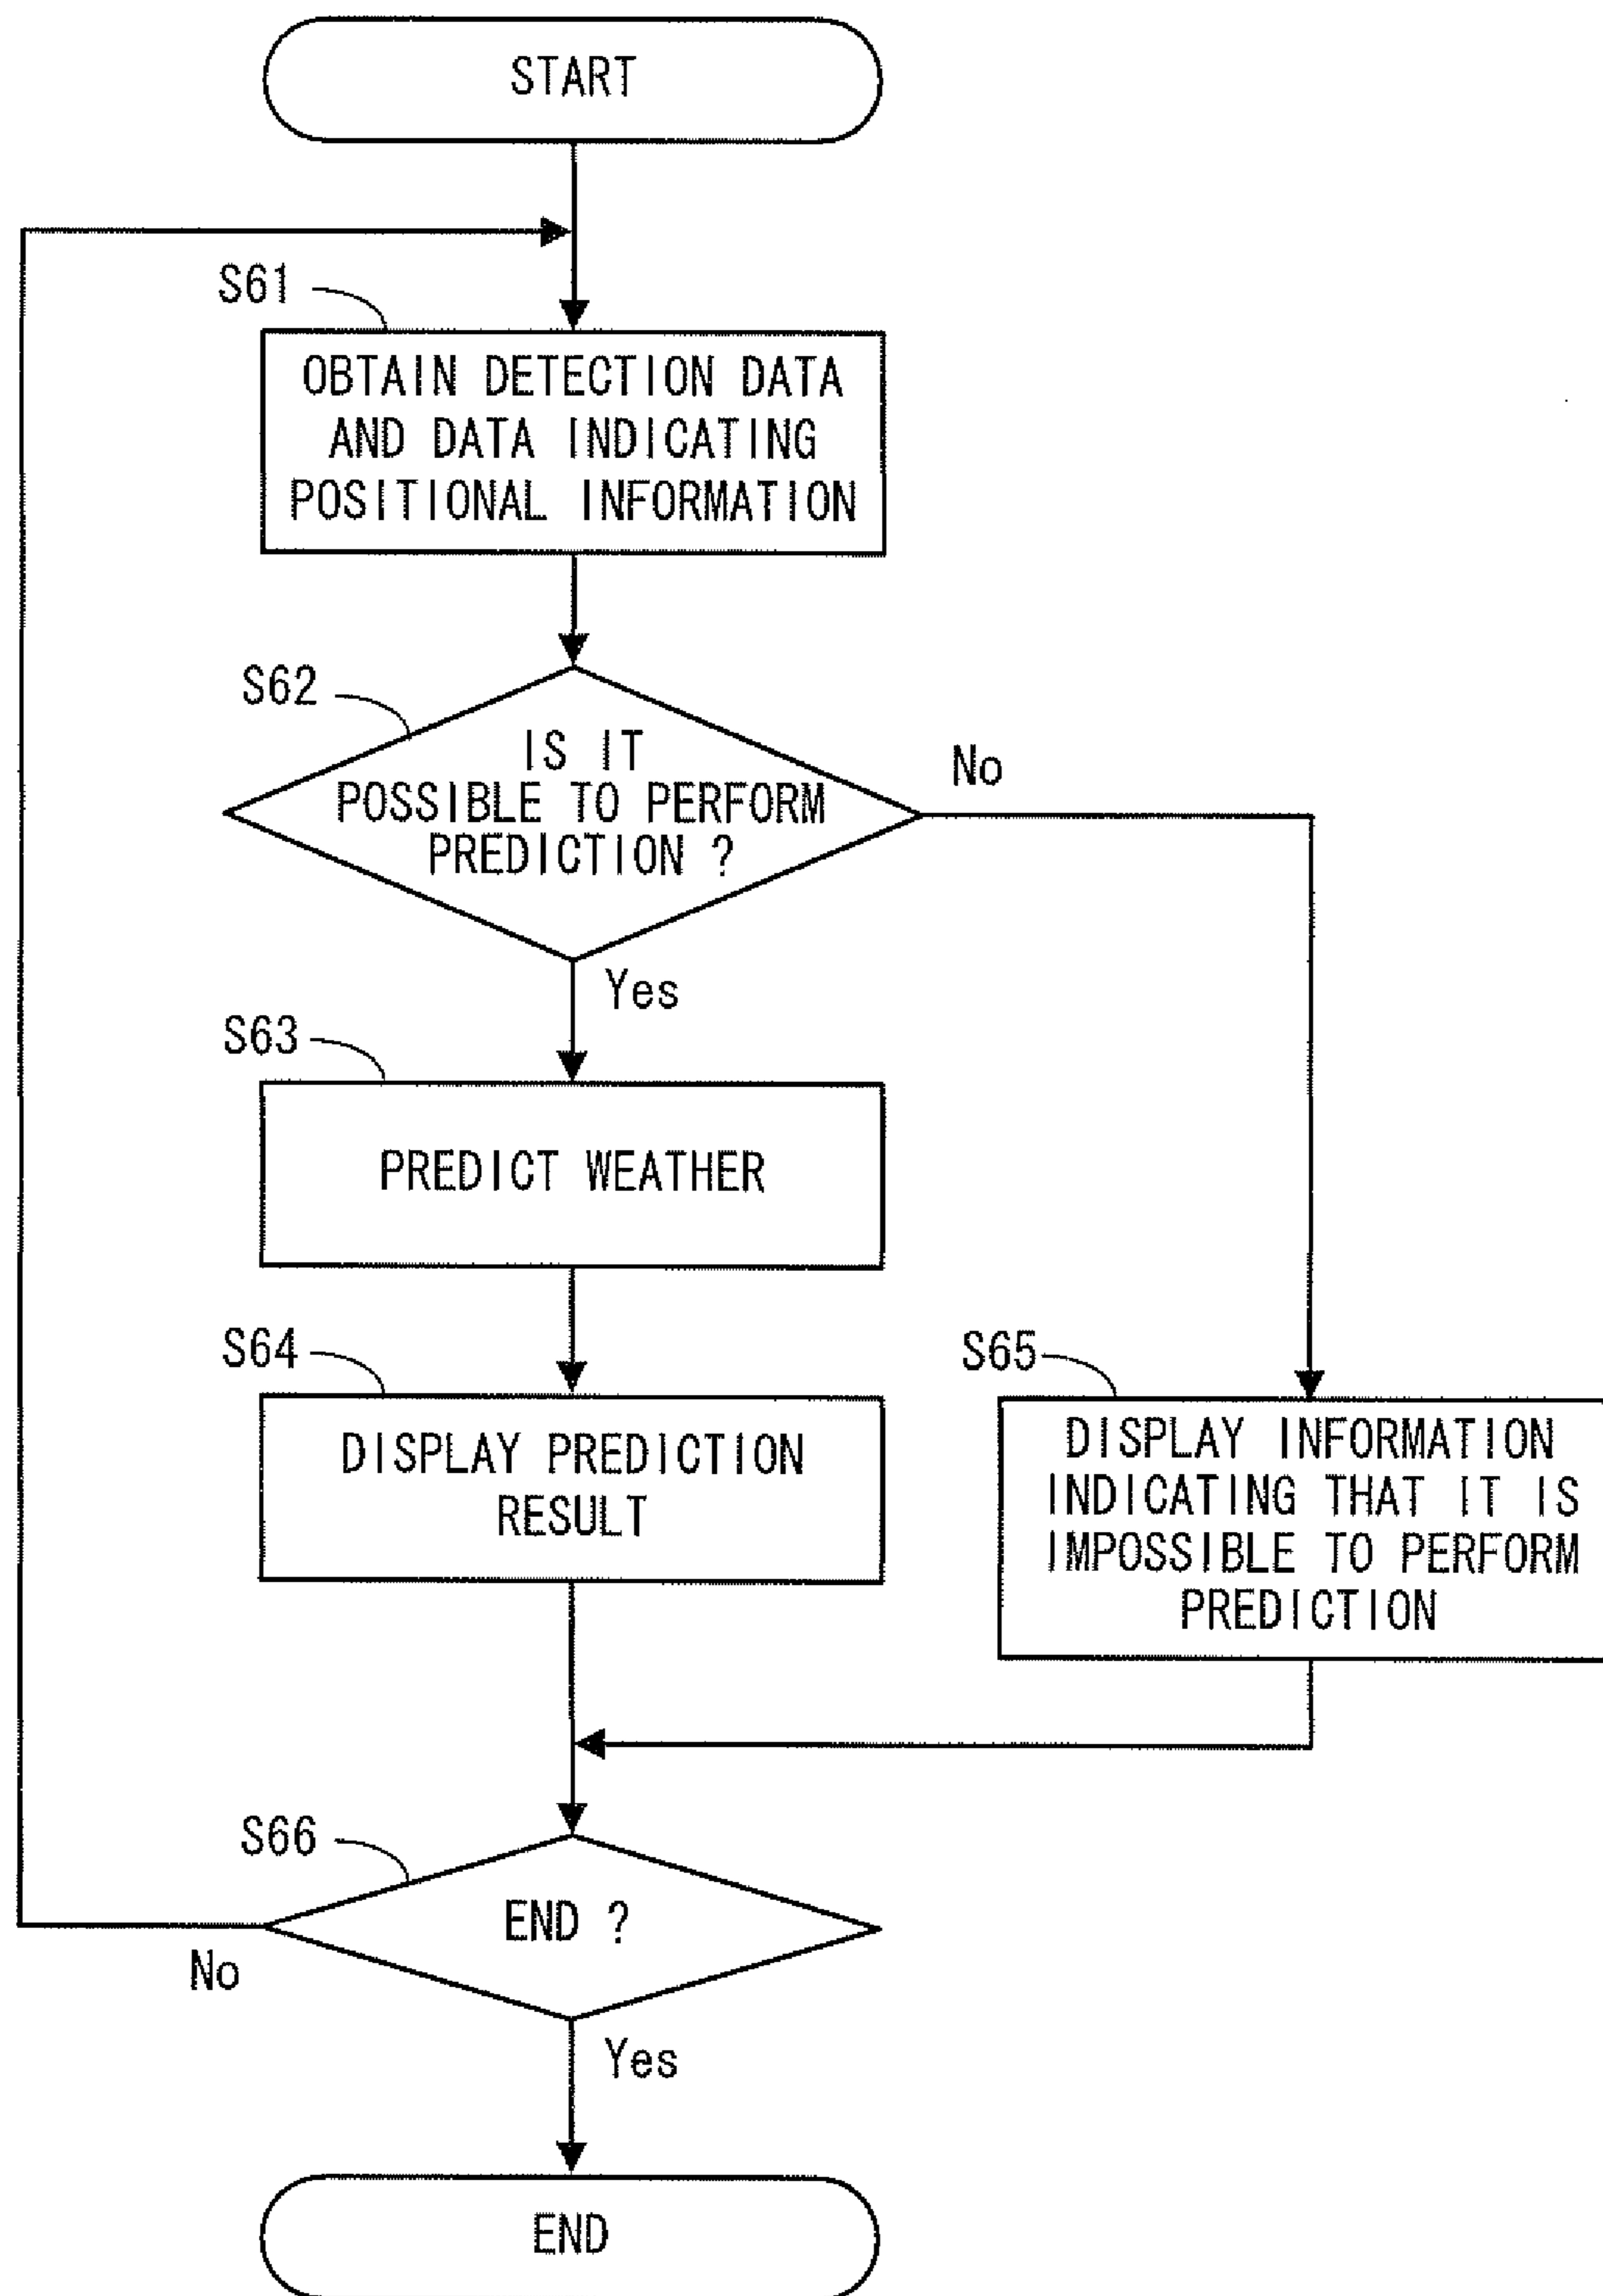 START
S61
OBTAIN DETECTION DATA
AND DATA INDICATING
POSITIONAL INFORMATION
S62
IS IT
POSSIBLE TO PERFORM
PREDICTION ?
No
Yes
S63
PREDICT WEATHER
S64
DISPLAY PREDICTION
RESULT
S65
DISPLAY INFORMATION
INDICATING THAT IT IS
IMPOSSIBLE TO PERFORM
PREDICTION
S66
END ?
No
Yes
END